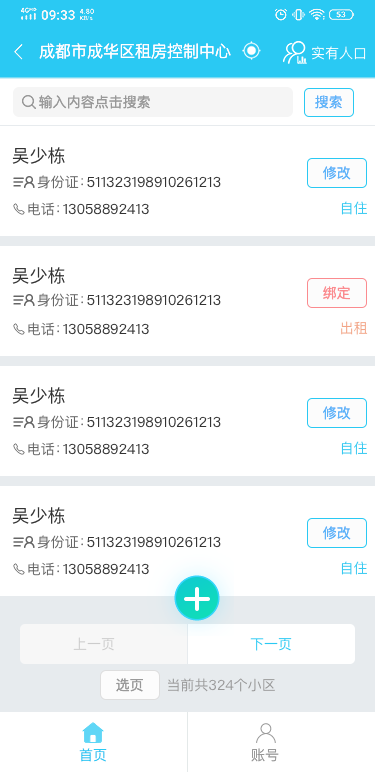 4GHD 09:33 4.80 KB/s 53
成都市成华区租房控制中心 实有人口
输入内容点击搜索 搜索
吴少栋
身份证:511323198910261213 修改
电话:13058892413 自住
吴少栋
身份证:511323198910261213 绑定
电话:13058892413 出租
吴少栋
身份证:511323198910261213 修改
电话:13058892413 自住
吴少栋
身份证:511323198910261213 修改
电话:13058892413 自住
上一页 下一页
选页 当前共324个小区
首页 账号